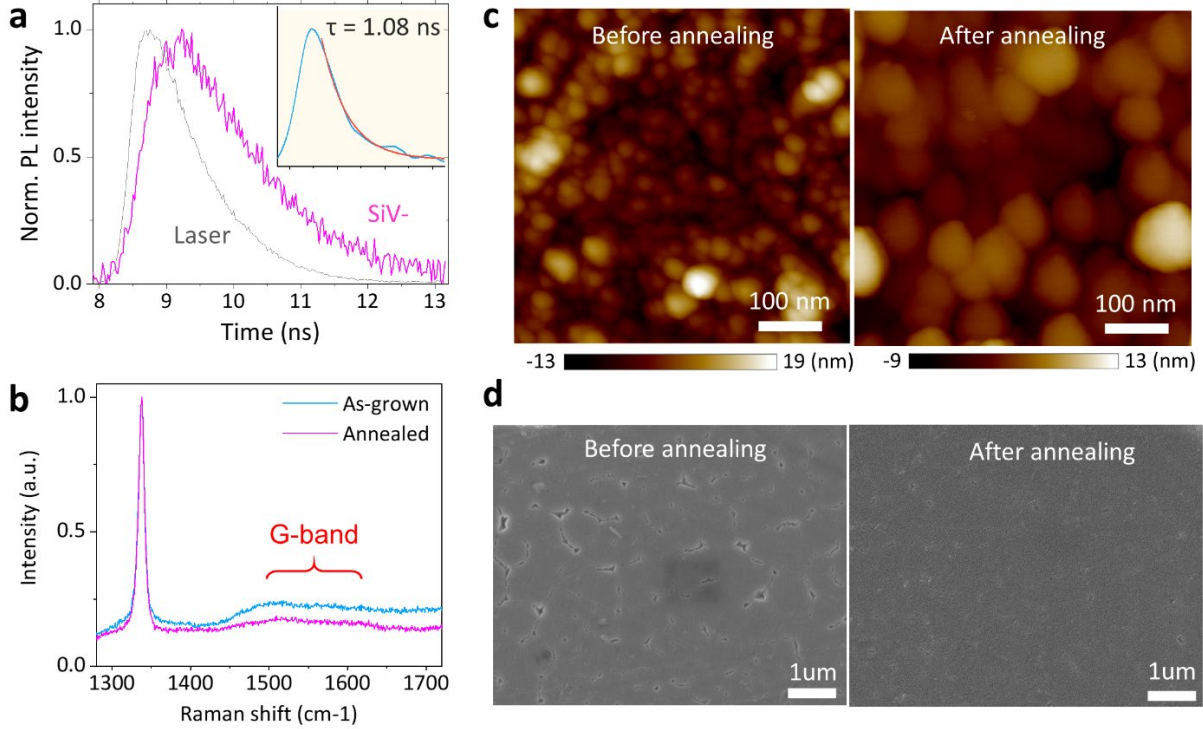 a
τ = 1.08 ns
Norm. PL intensity
1.0
0.5
0.0
Laser
SiV-
8 9 10 11 12 13
Time (ns)
b
Intensity (a.u.)
1.0
0.5
0.0
As-grown
Annealed
G-band
1300 1400 1500 1600 1700
Raman shift (cm-1)
c
Before annealing
100 nm
-13 19 (nm)
After annealing
100 nm
-9 13 (nm)
d
Before annealing
1um
After annealing
1um